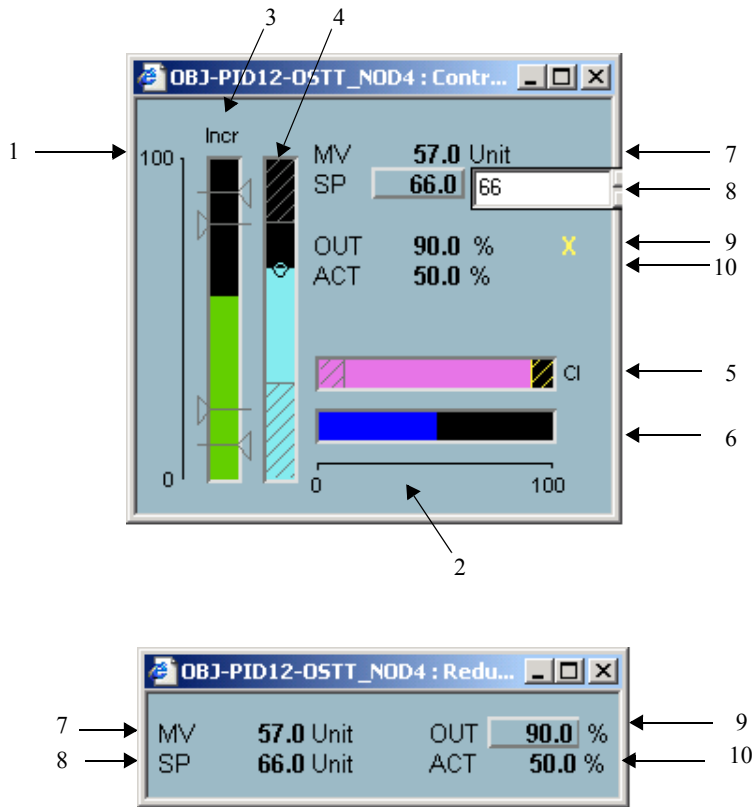 3 4
OBJ-PID12-OSTT_NOD4 : Contr...
Incr
1 100 MV 57.0 Unit 7
SP 66.0 66 8
OUT 90.0 % X 9
ACT 50.0 % 10
CI 5
6
0 0 100
2
OBJ-PID12-OSTT_NOD4 : Redu...
7 MV 57.0 Unit OUT 90.0 % 9
8 SP 66.0 Unit ACT 50.0 % 10